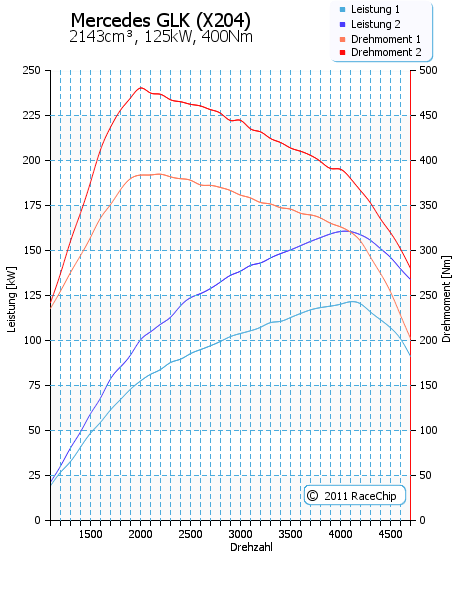 Mercedes GLK (X204)
2143cm³, 125kW, 400Nm
Leistung 1
Leistung 2
Drehmoment 1
Drehmoment 2
250
225
200
175
150
125
100
75
50
25
0
Leistung [kW]
500
450
400
350
300
250
200
150
100
50
0
Drehmoment [Nm]
© 2011 RaceChip
1500
2000
2500
3000
3500
4000
4500
Drehzahl